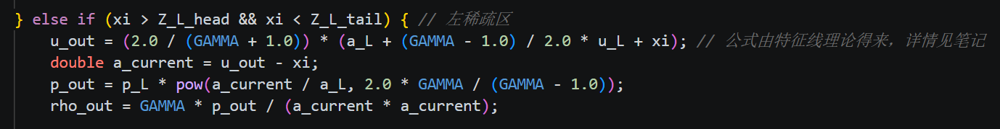 } else if (xi > Z_L_head && xi < Z_L_tail) { // 左稀疏区
u_out = (2.0 / (GAMMA + 1.0)) * (a_L + (GAMMA - 1.0) / 2.0 * u_L + xi); // 公式由特征线理论得来，详情见笔记
double a_current = u_out - xi;
p_out = p_L * pow(a_current / a_L, 2.0 * GAMMA / (GAMMA - 1.0));
rho_out = GAMMA * p_out / (a_current * a_current);